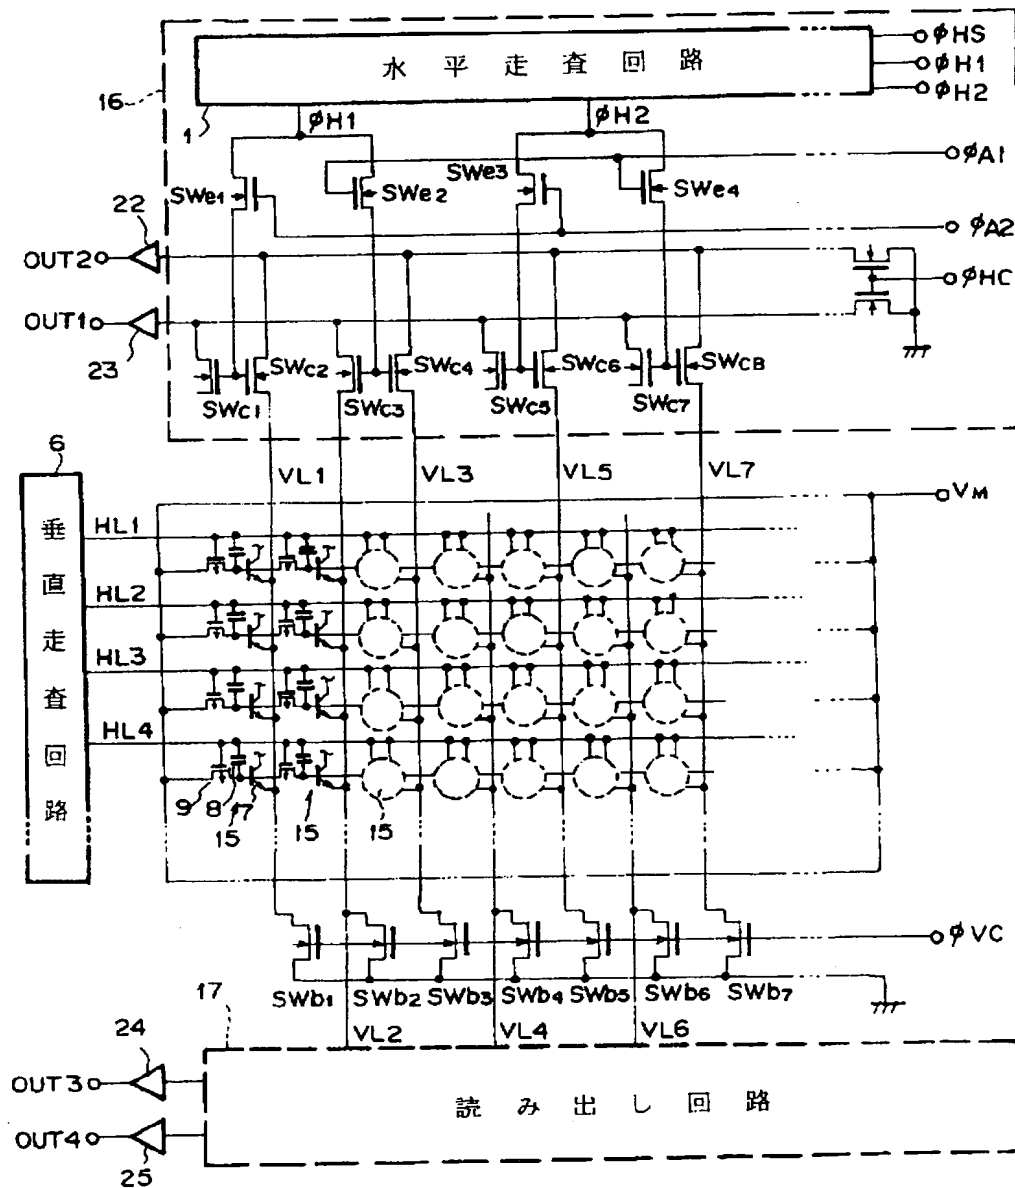 水平走査回路
φHS
φH1
φH2
16
1
φH1
φH2
φA1
SWe1
SWe2
SWe3
SWe4
22
φA2
OUT2
φHC
OUT1
23
SWC2
SWC4
SWC6
SWC8
SWC1
SWC3
SWC5
SWC7
6
VL1
VL3
VL5
VL7
VM
垂直走査回路
HL1
HL2
HL3
HL4
9
8
7
15
15
15
φVC
SWb1
SWb2
SWb3
SWb4
SWb5
SWb6
SWb7
17
VL2
VL4
VL6
24
OUT3
読み出し回路
OUT4
25